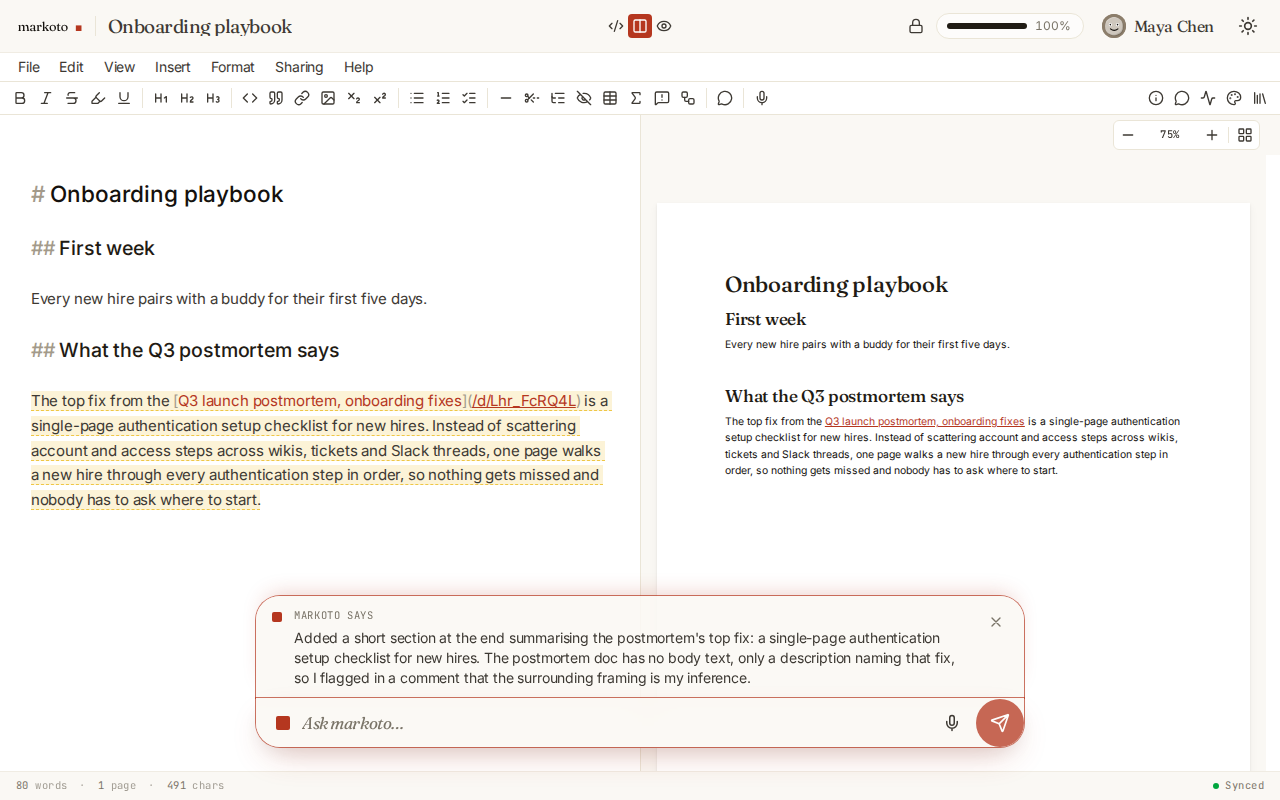 markoto
Onboarding playbook
100%
Maya Chen
File Edit View Insert Format Sharing Help
H1 H2 H3
75%
# Onboarding playbook
## First week
Every new hire pairs with a buddy for their first five days.
## What the Q3 postmortem says
The top fix from the [Q3 launch postmortem, onboarding fixes](/d/Lhr_FcRQ4L) is a
single-page authentication setup checklist for new hires. Instead of scattering
account and access steps across wikis, tickets and Slack threads, one page walks
a new hire through every authentication step in order, so nothing gets missed and
nobody has to ask where to start.
Onboarding playbook
First week
Every new hire pairs with a buddy for their first five days.
What the Q3 postmortem says
The top fix from the Q3 launch postmortem, onboarding fixes is a single-page authentication
setup checklist for new hires. Instead of scattering account and access steps across wikis,
tickets and Slack threads, one page walks a new hire through every authentication step in
order, so nothing gets missed and nobody has to ask where to start.
MARKOTO SAYS
Added a short section at the end summarising the postmortem's top fix: a single-page authentication
setup checklist for new hires. The postmortem doc has no body text, only a description naming that fix,
so I flagged in a comment that the surrounding framing is my inference.
Ask markoto...
80 words · 1 page · 491 chars
Synced